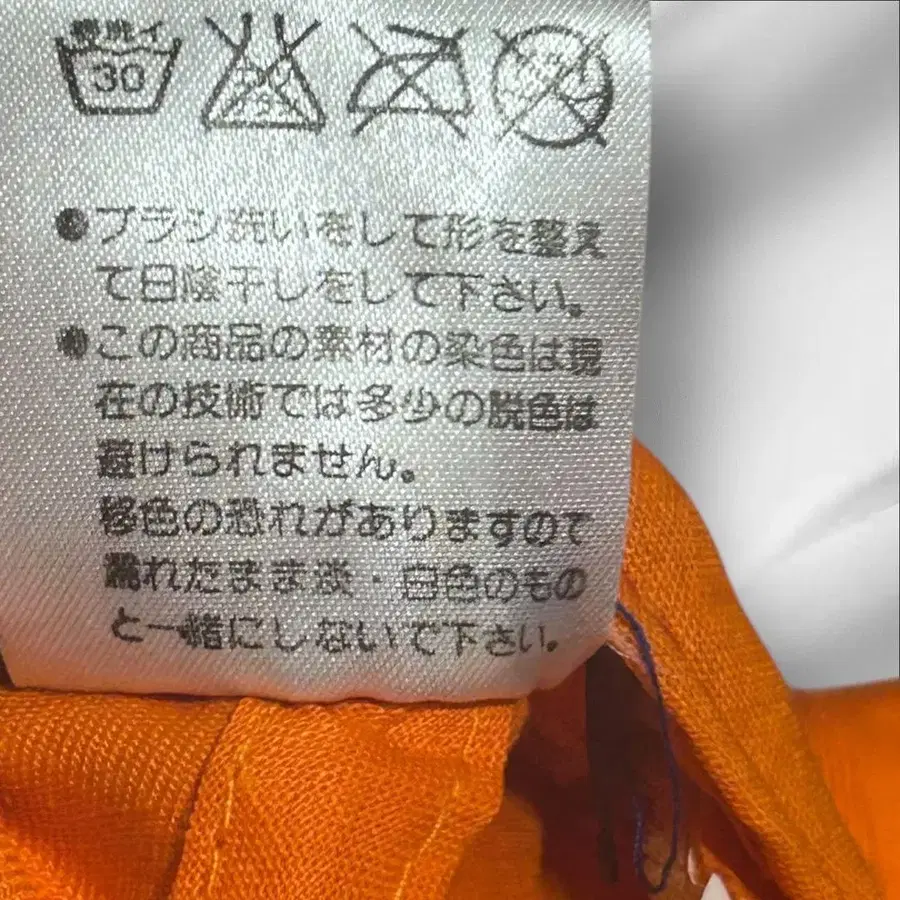 手洗イ
30
●ブラシ洗いをして形を整え
て日陰干しをして下さい。
●この商品の素材の染色は現
在の技術では多少の脱色は
避けられません。
移色の恐れがありますので
濡れたまま淡・白色のもの
と一緒にしないで下さい。